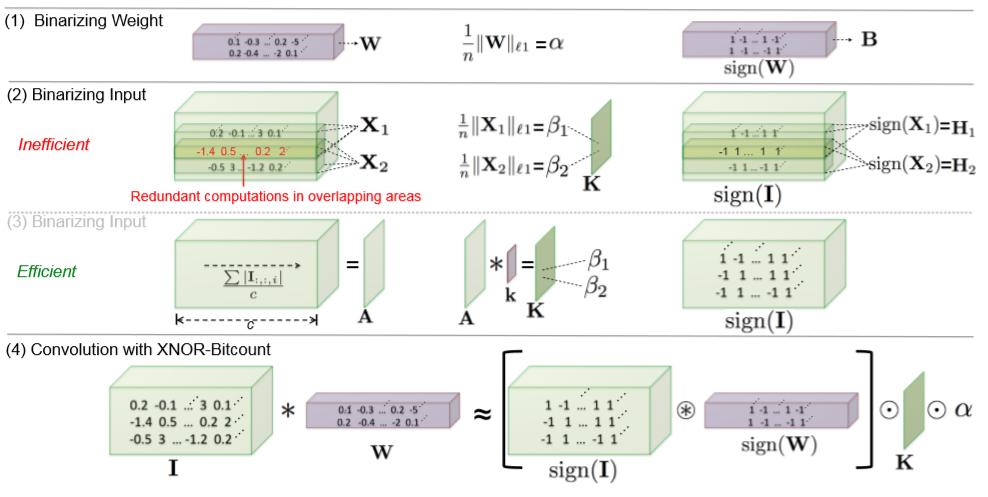 (1) Binarizing Weight
0.1 -0.3 ... 0.2 -5
0.2 -0.4 ... -2 0.1
W
1/n ‖W‖ℓ1 = α
1 -1 ... 1 -1
1 -1 ... -1 1
B
sign(W)
(2) Binarizing Input
Inefficient
0.2 -0.1 ... 3 0.1
-1.4 0.5 ... 0.2 2
-0.5 3 ... -1.2 0.2
X1
X2
Redundant computations in overlapping areas
1/n ‖X1‖ℓ1 = β1
1/n ‖X2‖ℓ1 = β2
K
1 -1 ... 1 1
-1 1 ... 1 1
-1 1 ... -1 1
sign(X1)=H1
sign(X2)=H2
sign(I)
(3) Binarizing Input
Efficient
∑ |I:,:,i|
c
c
=
A
A
*
k
=
K
β1
β2
1 -1 ... 1 1
-1 1 ... 1 1
-1 1 ... -1 1
sign(I)
(4) Convolution with XNOR-Bitcount
0.2 -0.1 ... 3 0.1
-1.4 0.5 ... 0.2 2
-0.5 3 ... -1.2 0.2
I
*
0.1 -0.3 ... 0.2 -5
0.2 -0.4 ... -2 0.1
W
≈
[
1 -1 ... 1 1
-1 1 ... 1 1
-1 1 ... -1 1
sign(I)
⊛
1 -1 ... 1 -1
1 -1 ... -1 1
sign(W)
]
⊙
K
⊙ α